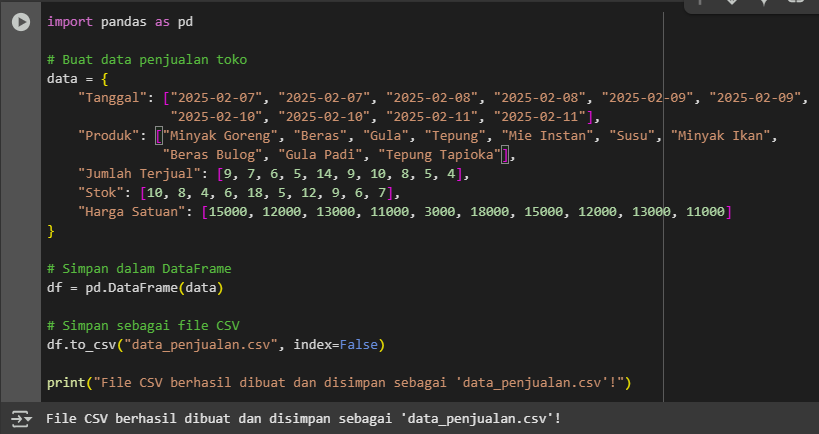 import pandas as pd
# Buat data penjualan toko
data = {
"Tanggal": ["2025-02-07", "2025-02-07", "2025-02-08", "2025-02-08", "2025-02-09", "2025-02-09",
"2025-02-10", "2025-02-10", "2025-02-11", "2025-02-11"],
"Produk": ["Minyak Goreng", "Beras", "Gula", "Tepung", "Mie Instan", "Susu", "Minyak Ikan",
"Beras Bulog", "Gula Padi", "Tepung Tapioka"],
"Jumlah Terjual": [9, 7, 6, 5, 14, 9, 10, 8, 5, 4],
"Stok": [10, 8, 4, 6, 18, 5, 12, 9, 6, 7],
"Harga Satuan": [15000, 12000, 13000, 11000, 3000, 18000, 15000, 12000, 13000, 11000]
}
# Simpan dalam DataFrame
df = pd.DataFrame(data)
# Simpan sebagai file CSV
df.to_csv("data_penjualan.csv", index=False)
print("File CSV berhasil dibuat dan disimpan sebagai 'data_penjualan.csv'!")
File CSV berhasil dibuat dan disimpan sebagai 'data_penjualan.csv'!